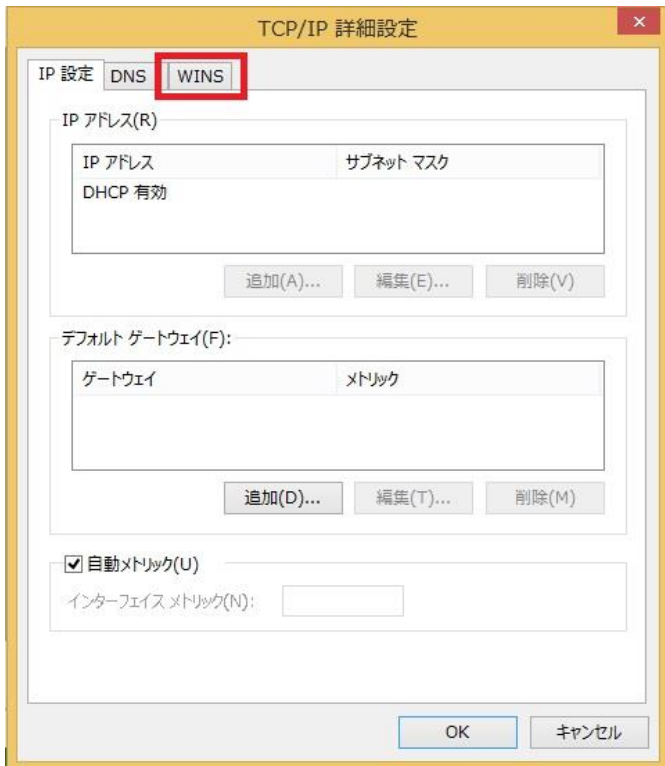 TCP/IP 詳細設定
IP 設定 DNS WINS
IP アドレス(R)
IP アドレス サブネット マスク
DHCP 有効
追加(A)... 編集(E)... 削除(V)
デフォルト ゲートウェイ(F):
ゲートウェイ メトリック
追加(D)... 編集(T)... 削除(M)
自動メトリック(U)
インターフェイス メトリック(N):
OK キャンセル